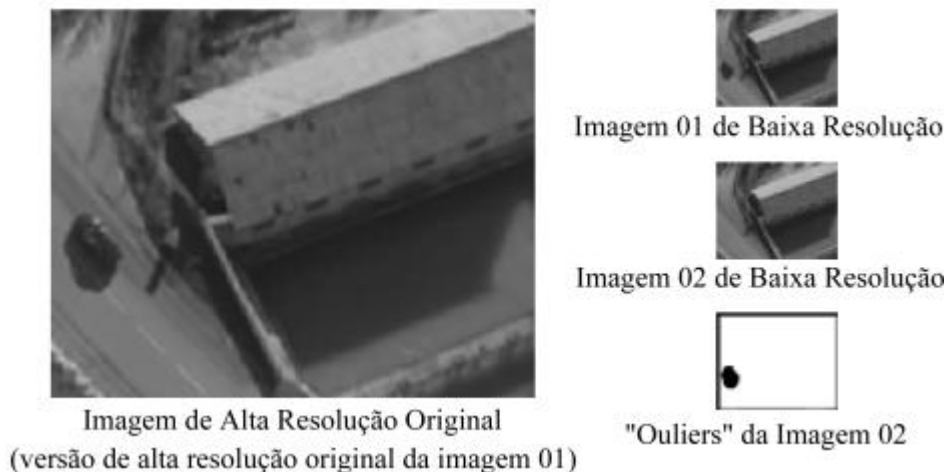 Imagem de Alta Resolução Original
(versão de alta resolução original da imagem 01)
Imagem 01 de Baixa Resolução
Imagem 02 de Baixa Resolução
"Ouliers" da Imagem 02